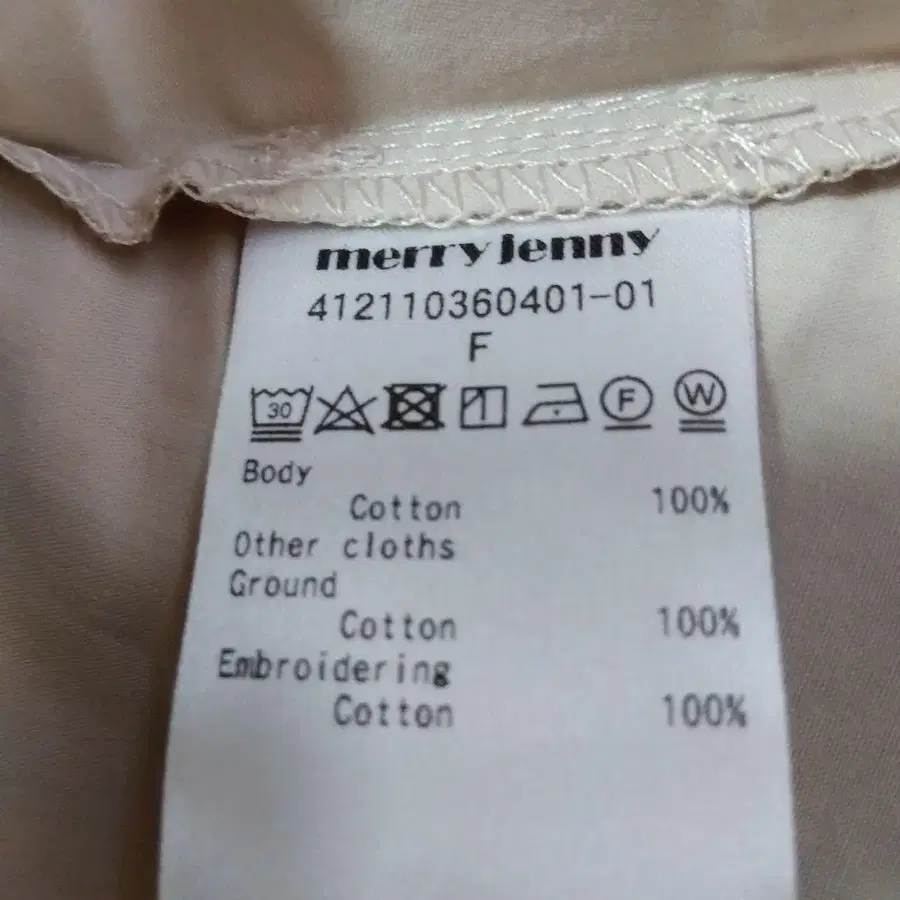 merry jenny
412110360401-01
F
30 F W
Body
Cotton 100%
Other cloths
Ground
Cotton 100%
Embroidering
Cotton 100%